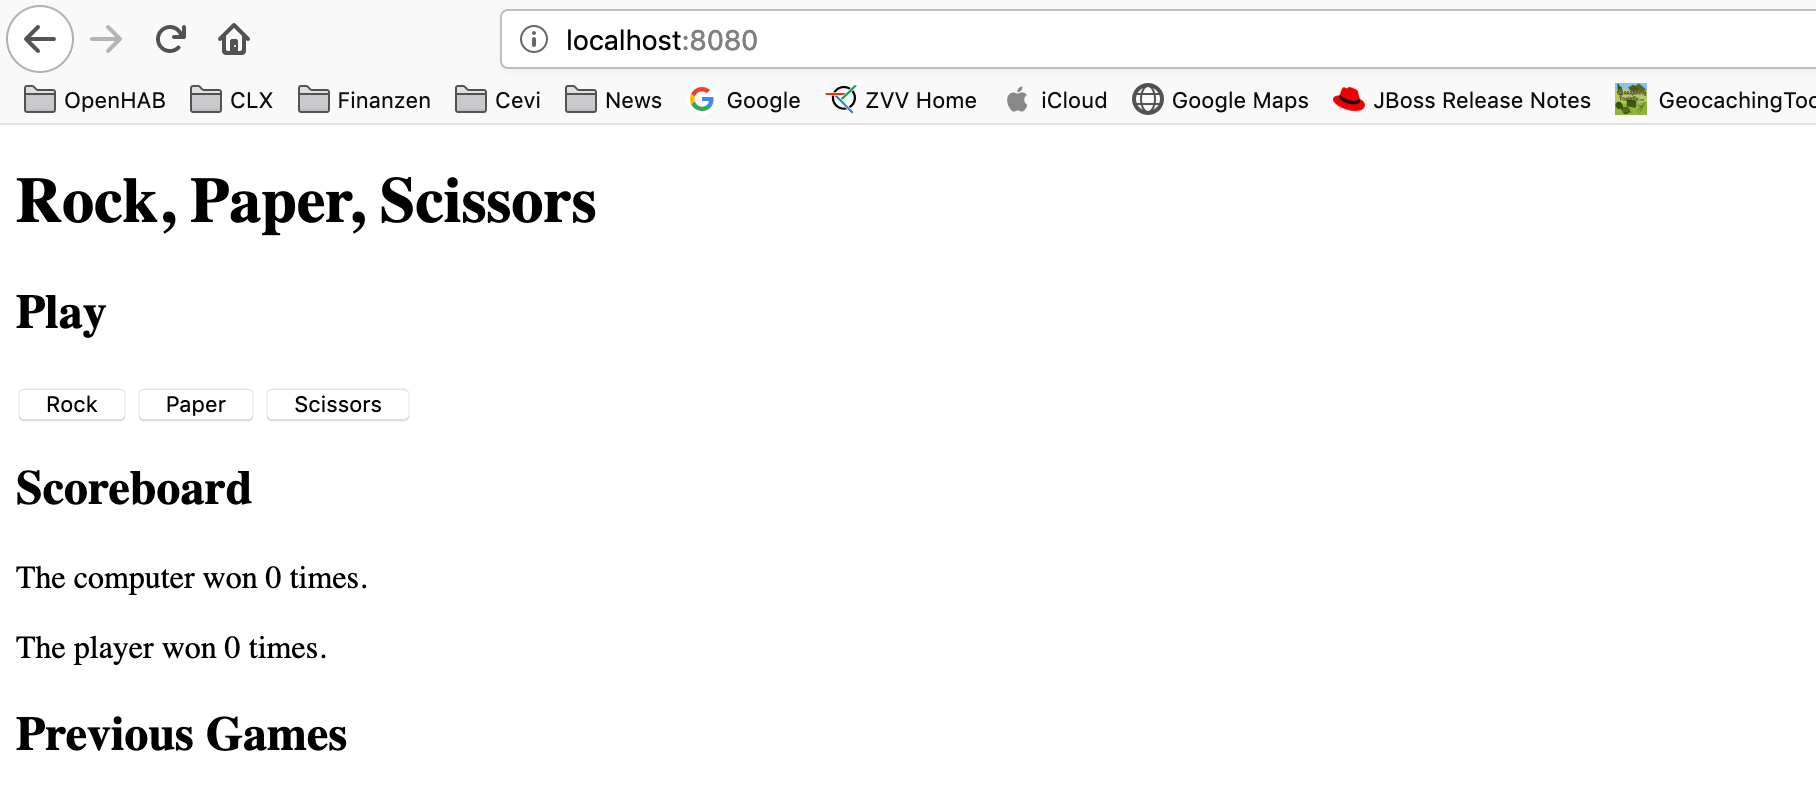 localhost:8080
OpenHAB CLX Finanzen Cevi News Google ZVV Home iCloud Google Maps JBoss Release Notes GeocachingToo
Rock, Paper, Scissors
Play
Rock Paper Scissors
Scoreboard
The computer won 0 times.
The player won 0 times.
Previous Games